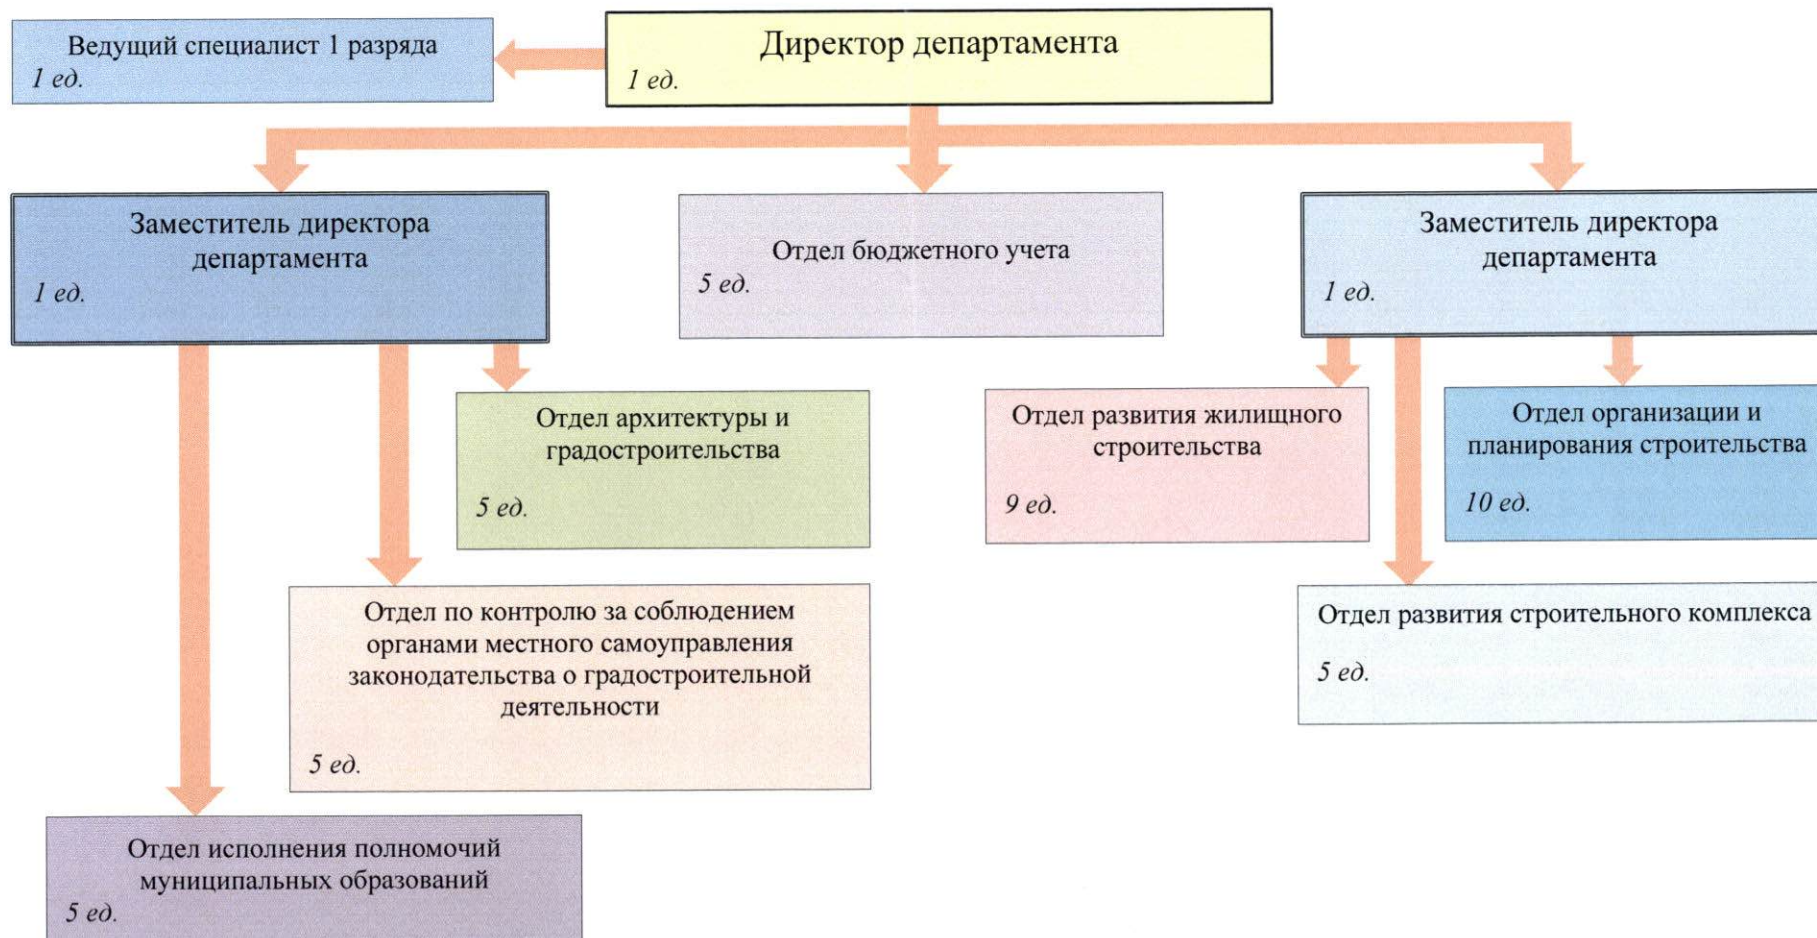 Ведущий специалист 1 разряда
1 ед.
Директор департамента
1 ед.
Заместитель директора
департамента
1 ед.
Отдел бюджетного учета
5 ед.
Заместитель директора
департамента
1 ед.
Отдел архитектуры и
градостроительства
5 ед.
Отдел развития жилищного
строительства
9 ед.
Отдел организации и
планирования строительства
10 ед.
Отдел по контролю за соблюдением
органами местного самоуправления
законодательства о градостроительной
деятельности
5 ед.
Отдел развития строительного комплекса
5 ед.
Отдел исполнения полномочий
муниципальных образований
5 ед.